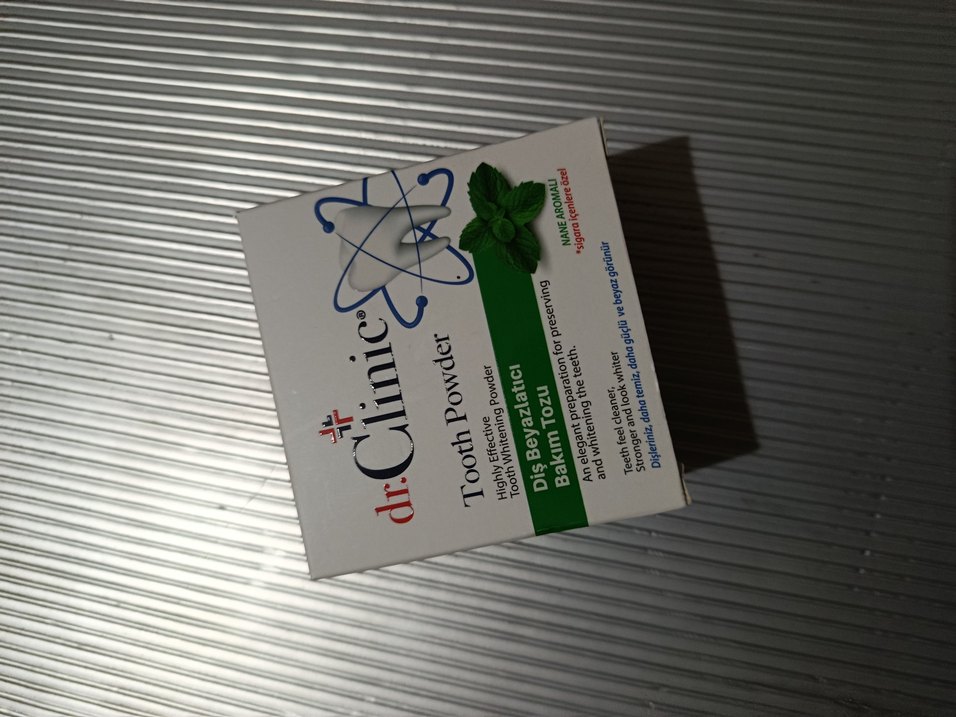 dr.Clinic®
Tooth Powder
Highly Effective
Tooth Whitening Powder
Diş Beyazlatıcı
Bakım Tozu
NANE AROMALI
*sigara içenlere özel
An elegant preparation for preserving
and whitening the teeth.
Teeth feel cleaner,
Stronger and look whiter
Dişleriniz, daha temiz, daha güçlü ve beyaz görünür